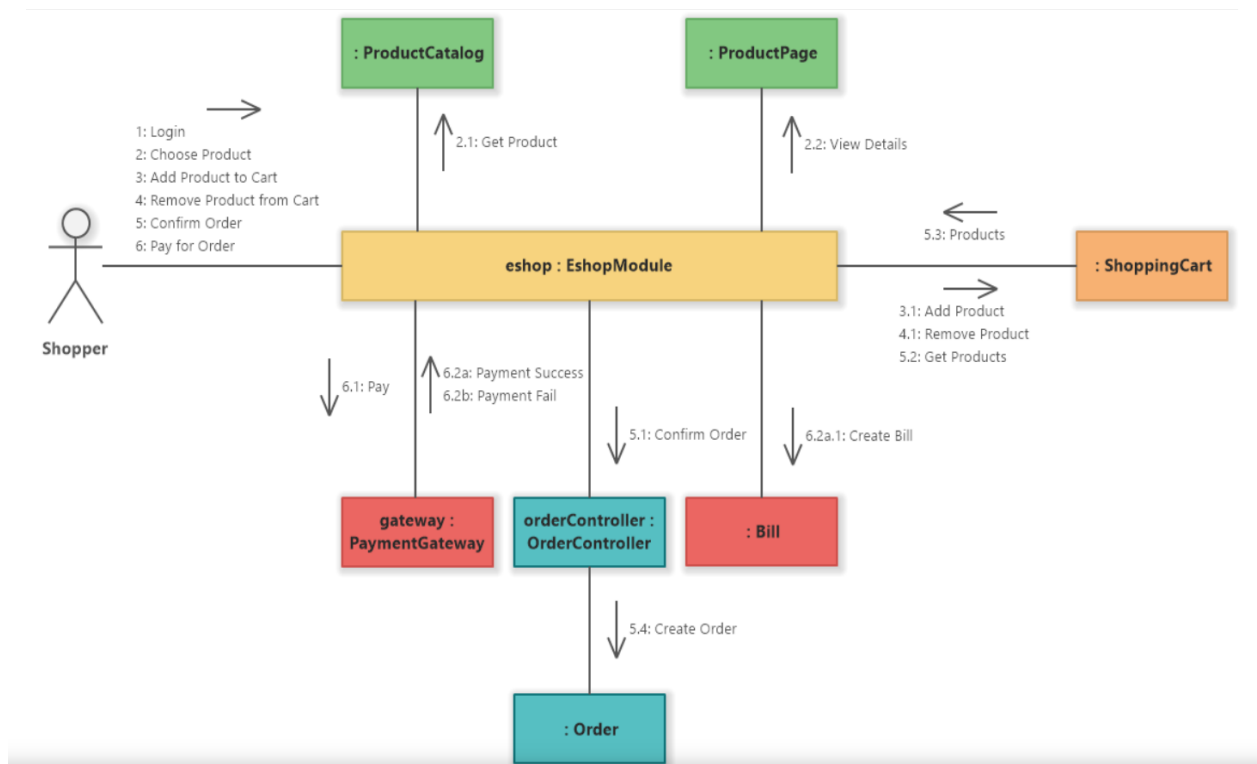 : ProductCatalog
: ProductPage
1: Login
2: Choose Product
3: Add Product to Cart
4: Remove Product from Cart
5: Confirm Order
6: Pay for Order
2.1: Get Product
2.2: View Details
5.3: Products
eshop : EshopModule
: ShoppingCart
3.1: Add Product
4.1: Remove Product
5.2: Get Products
Shopper
6.1: Pay
6.2a: Payment Success
6.2b: Payment Fail
5.1: Confirm Order
6.2a.1: Create Bill
gateway :
PaymentGateway
orderController :
OrderController
: Bill
5.4: Create Order
: Order